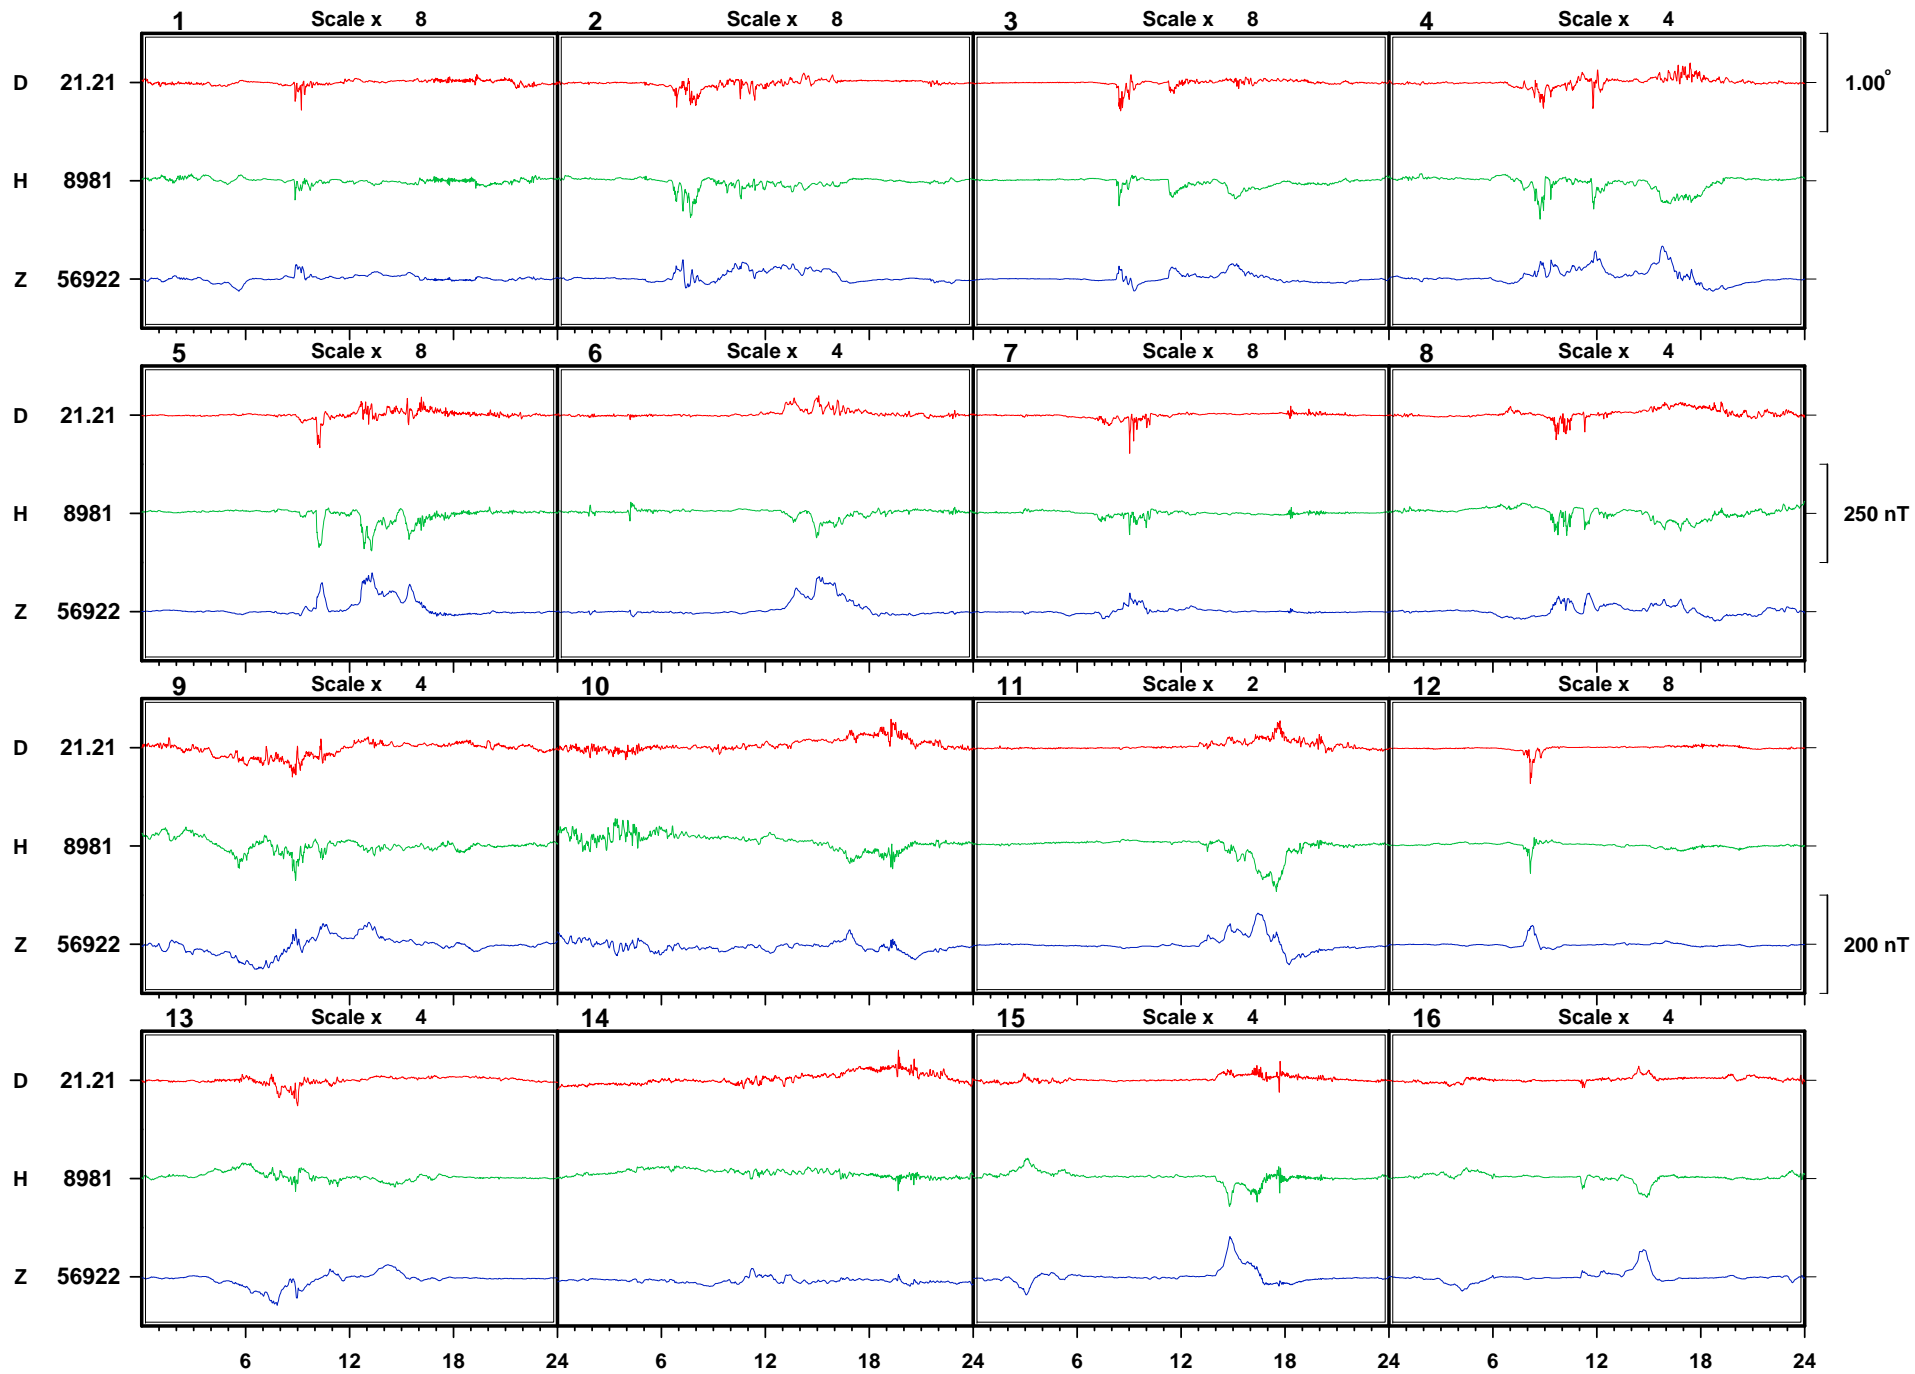 1 Scale x 8 2 Scale x 8 3 Scale x 8 4 Scale x 4
D 21.21 1.00°
H 8981
Z 56922
5 Scale x 8 6 Scale x 4 7 Scale x 8 8 Scale x 4
D 21.21
H 8981 250 nT
Z 56922
9 Scale x 4 10 11 Scale x 2 12 Scale x 8
D 21.21
H 8981
Z 56922 200 nT
13 Scale x 4 14 15 Scale x 4 16 Scale x 4
D 21.21
H 8981
Z 56922
6 12 18 24 6 12 18 24 6 12 18 24 6 12 18 24